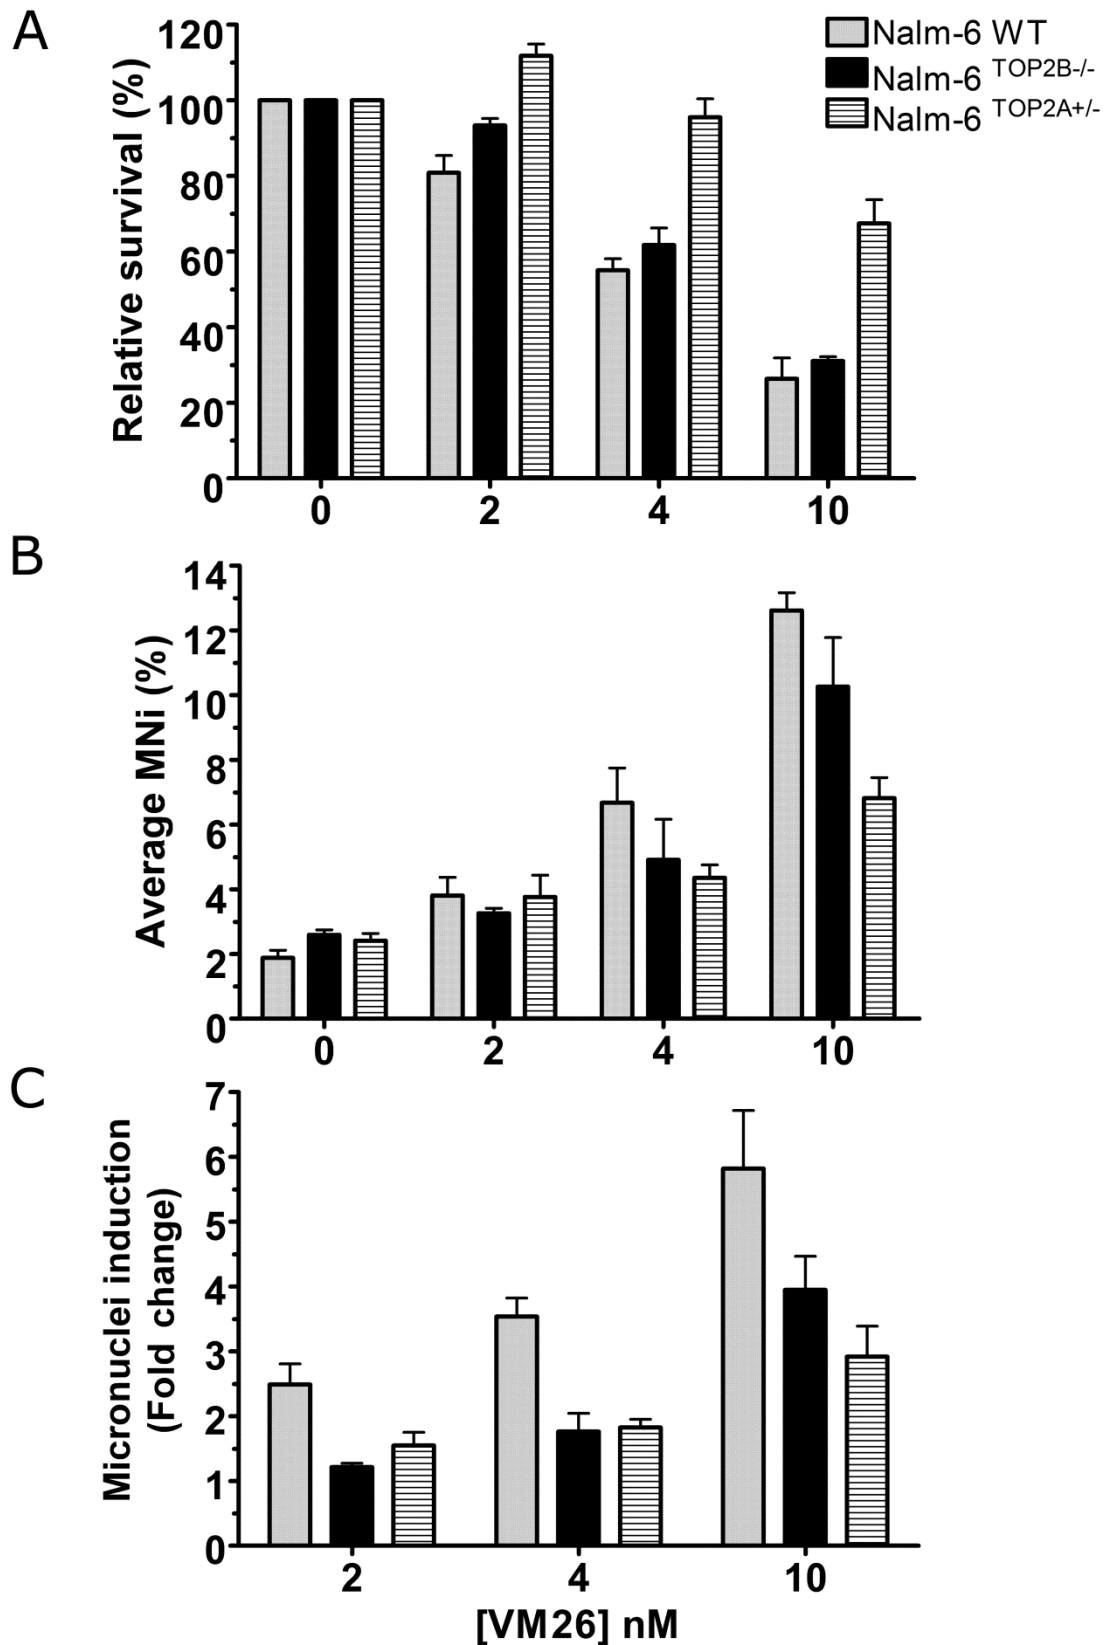 A
Relative survival (%)
120
100
80
60
40
20
0
0 2 4 10
Nalm-6 WT
Nalm-6 TOP2B-/-
Nalm-6 TOP2A+/-
B
Average MNi (%)
14
12
10
8
6
4
2
0
0 2 4 10
C
Micronuclei induction
(Fold change)
7
6
5
4
3
2
1
0
2 4 10
[VM26] nM